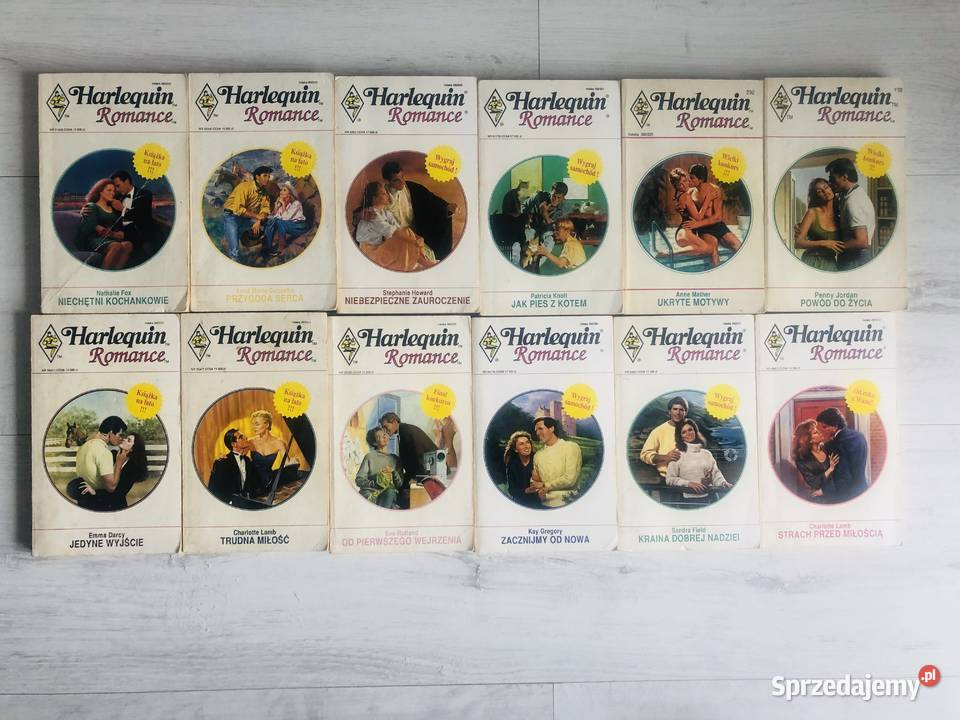 Harlequin
Romance
Książka
na lato
!!!
Nathalie Fox
NIECHĘTNI KOCHANKOWIE
Harlequin
Romance
Książka
na lato
!!!
PRZYGODA SERCA
Harlequin
Romance
Wygraj
samochód !
Stephanie Howard
NIEBEZPIECZNE ZAUROCZENIE
Harlequin
Romance
Wygraj
samochód !
Patricia Knoll
JAK PIES Z KOTEM
Harlequin
Romance
Wielki
konkurs
!!!
Anne Mather
UKRYTE MOTYWY
Harlequin
Romance
Wielki
konkurs
!!!
Penny Jordan
POWÓD DO ŻYCIA
Harlequin
Romance
Książka
na lato
!!!
Emma Darcy
JEDYNE WYJŚCIE
Harlequin
Romance
Książka
na lato
!!!
Charlotte Lamb
TRUDNA MIŁOŚĆ
Harlequin
Romance
Finał
konkursu
!!!
Eva Rutland
OD PIERWSZEGO WEJRZENIA
Harlequin
Romance
Wygraj
samochód !
Kay Gregory
ZACZNIJMY OD NOWA
Harlequin
Romance
Wygraj
samochód !
Sandra Field
KRAINA DOBREJ NADZIEI
Harlequin
Romance
Charlotte Lamb
STRACH PRZED MIŁOŚCIĄ
Sprzedajemy.pl